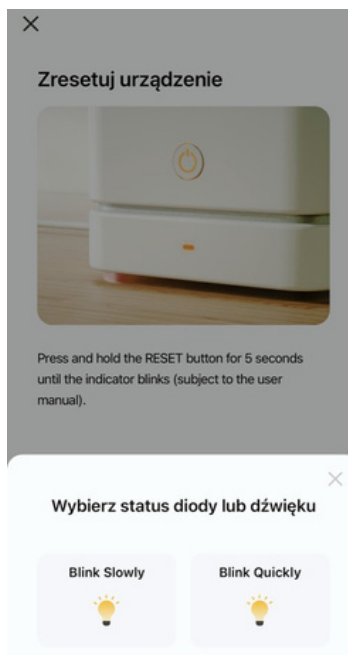 Zresetuj urządzenie
Press and hold the RESET button for 5 seconds
until the indicator blinks (subject to the user
manual).
Wybierz status diody lub dźwięku
Blink Slowly
Blink Quickly